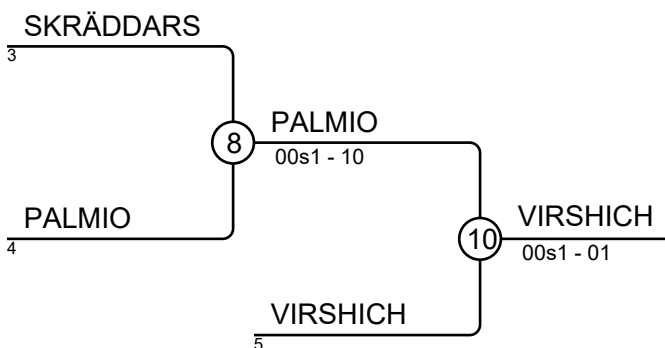 SKRÄDDARS
3
8
PALMIO
00s1 - 10
PALMIO
4
10
VIRSHICH
00s1 - 01
VIRSHICH
5